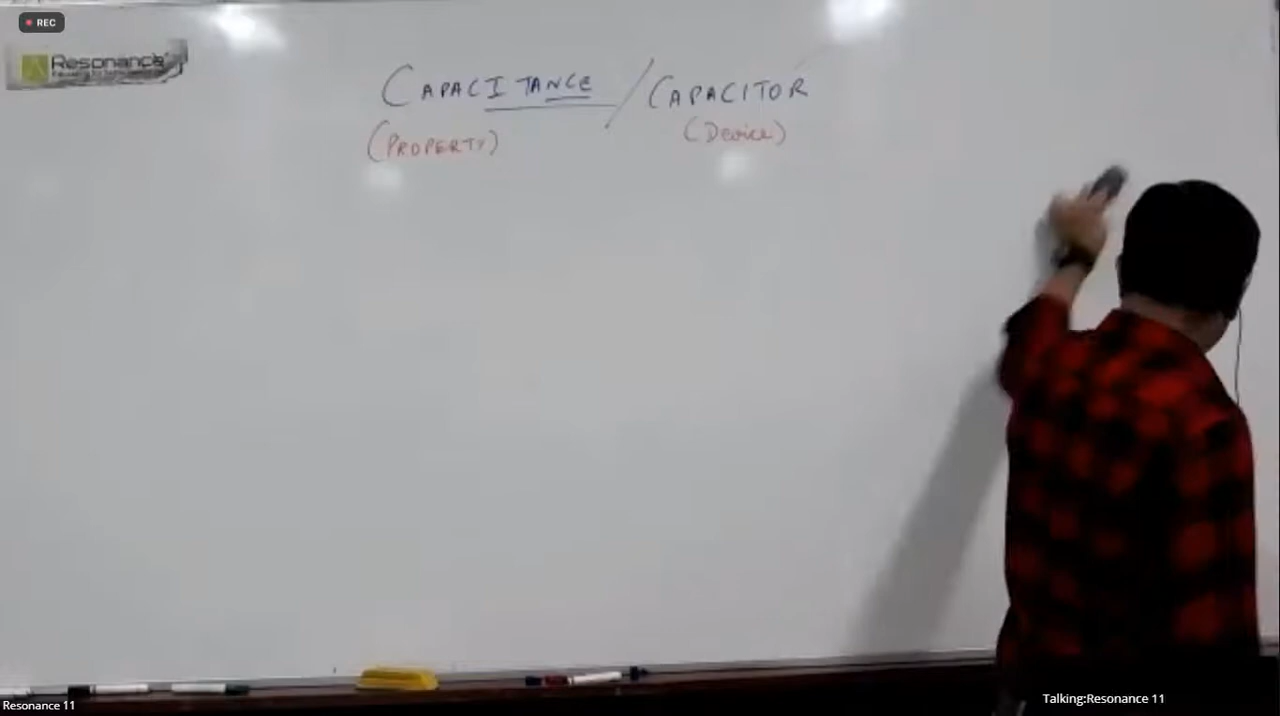 REC
Resonance
CAPACITANCE / CAPACITOR
(PROPERTY) (Device)
Resonance 11
Talking:Resonance 11